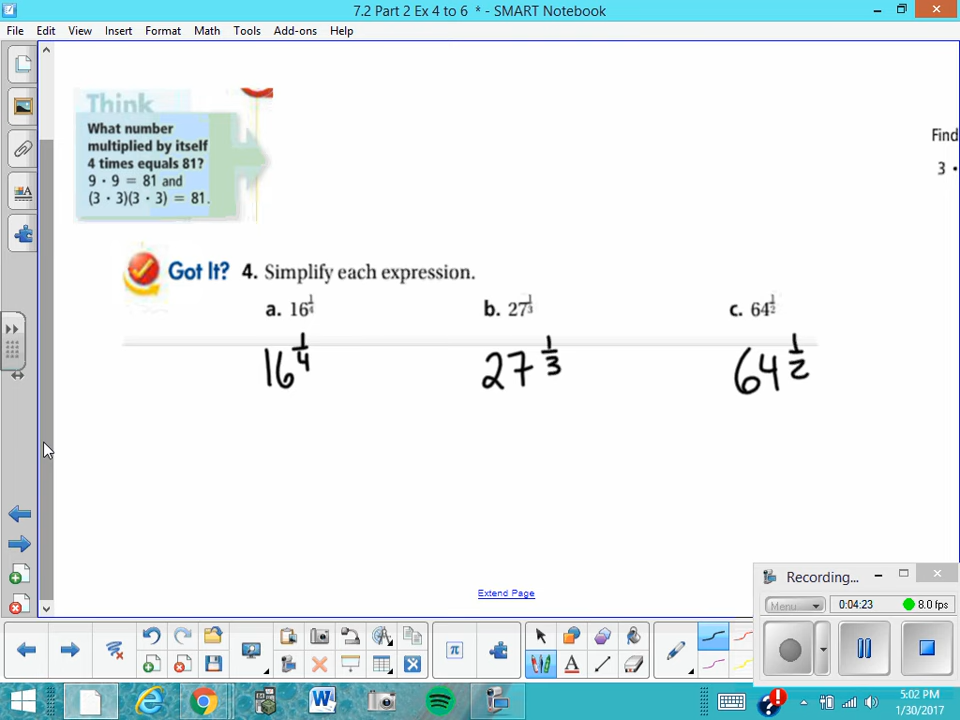 7.2 Part 2 Ex 4 to 6 * - SMART Notebook
File Edit View Insert Format Math Tools Add-ons Help
Think
What number
multiplied by itself
4 times equals 81?
9 · 9 = 81 and
(3 · 3)(3 · 3) = 81.
Find
3 ·
Got It? 4. Simplify each expression.
a. 16^1/4 b. 27^1/3 c. 64^1/2
16^1/4 27^1/3 64^1/2
Extend Page
Recording...
Menu 0:04:23 8.0 fps
π
A
W
5:02 PM
1/30/2017